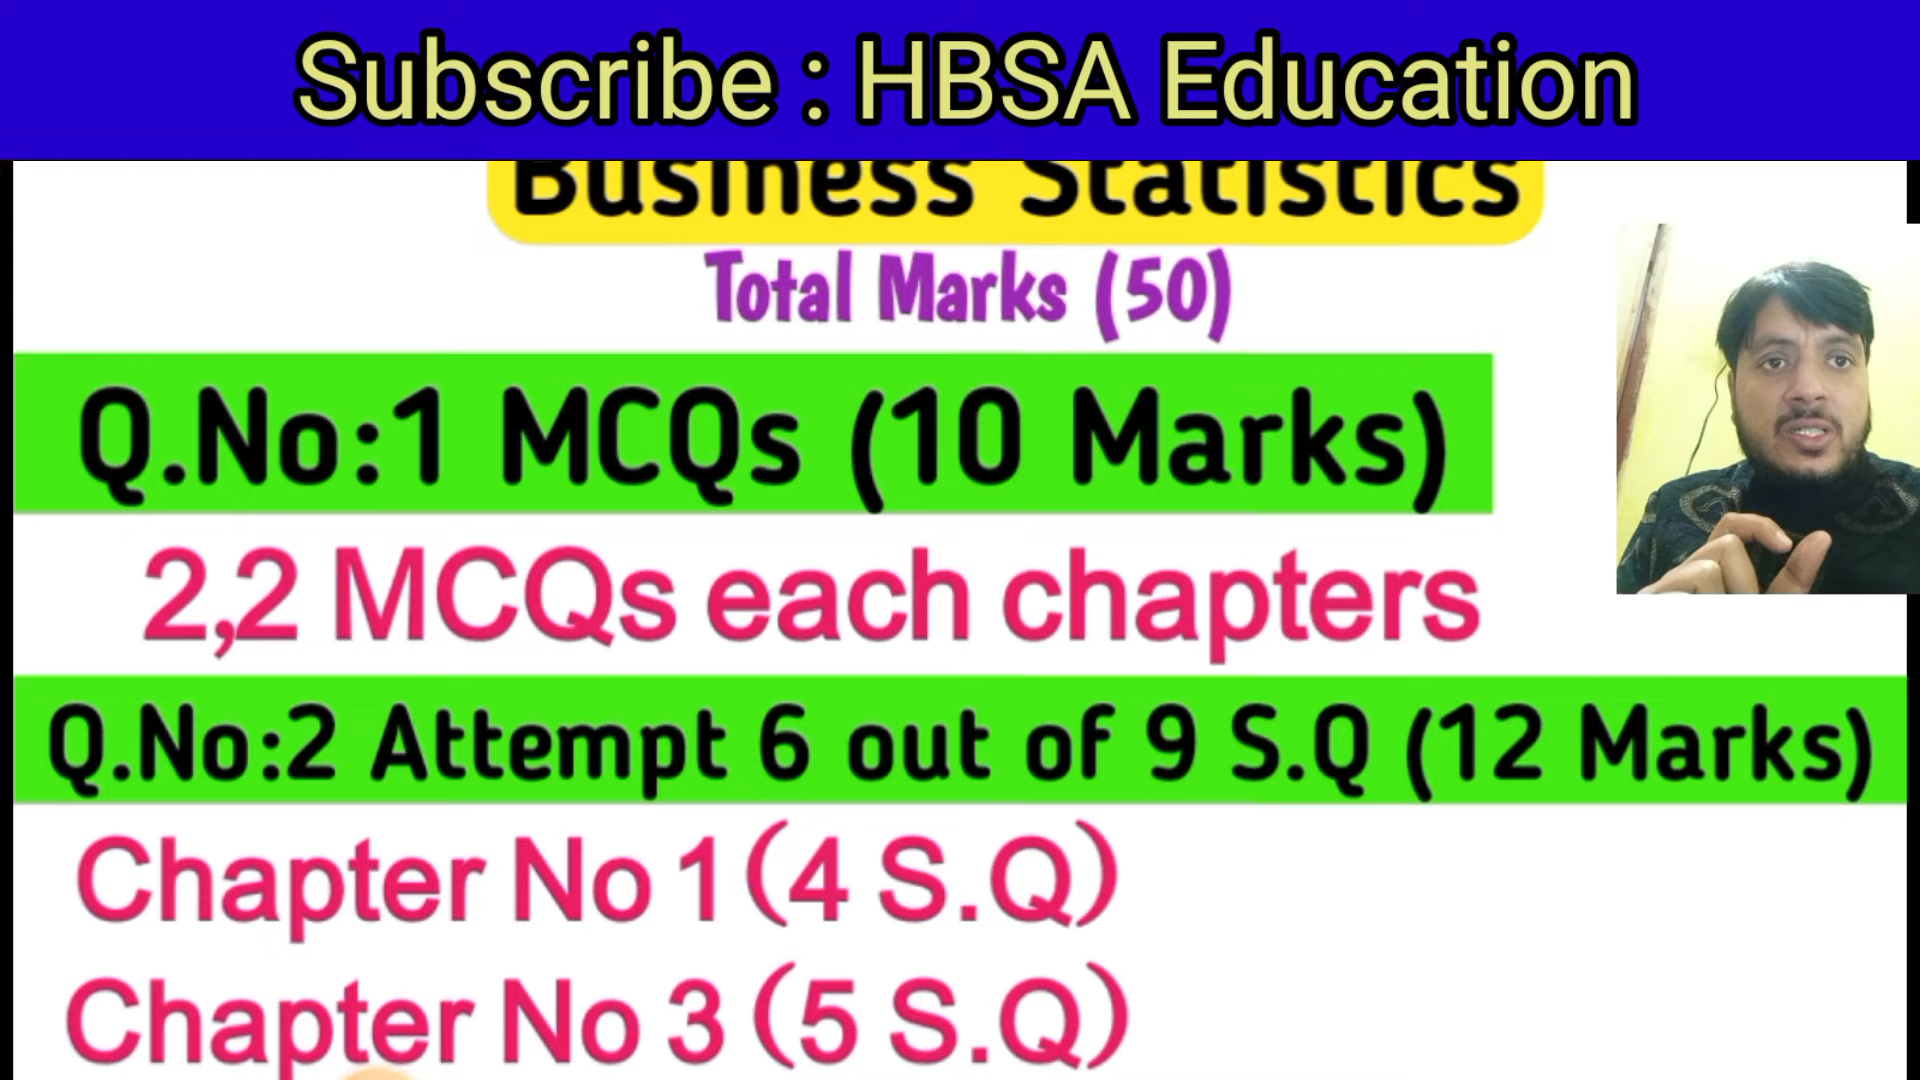 Subscribe : HBSA Education
Business Statistics
Total Marks (50)
Q.No:1 MCQs (10 Marks)
2,2 MCQs each chapters
Q.No:2 Attempt 6 out of 9 S.Q (12 Marks)
Chapter No 1 (4 S.Q)
Chapter No 3 (5 S.Q)